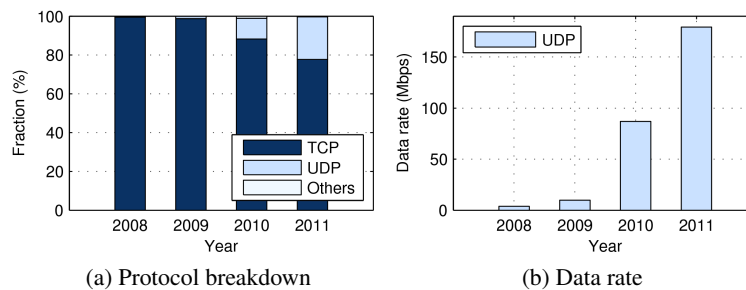 100
80
60
40
20
0
Fraction (%)
TCP
UDP
Others
2008 2009 2010 2011
Year
(a) Protocol breakdown
150
100
50
0
Data rate (Mbps)
UDP
2008 2009 2010 2011
Year
(b) Data rate